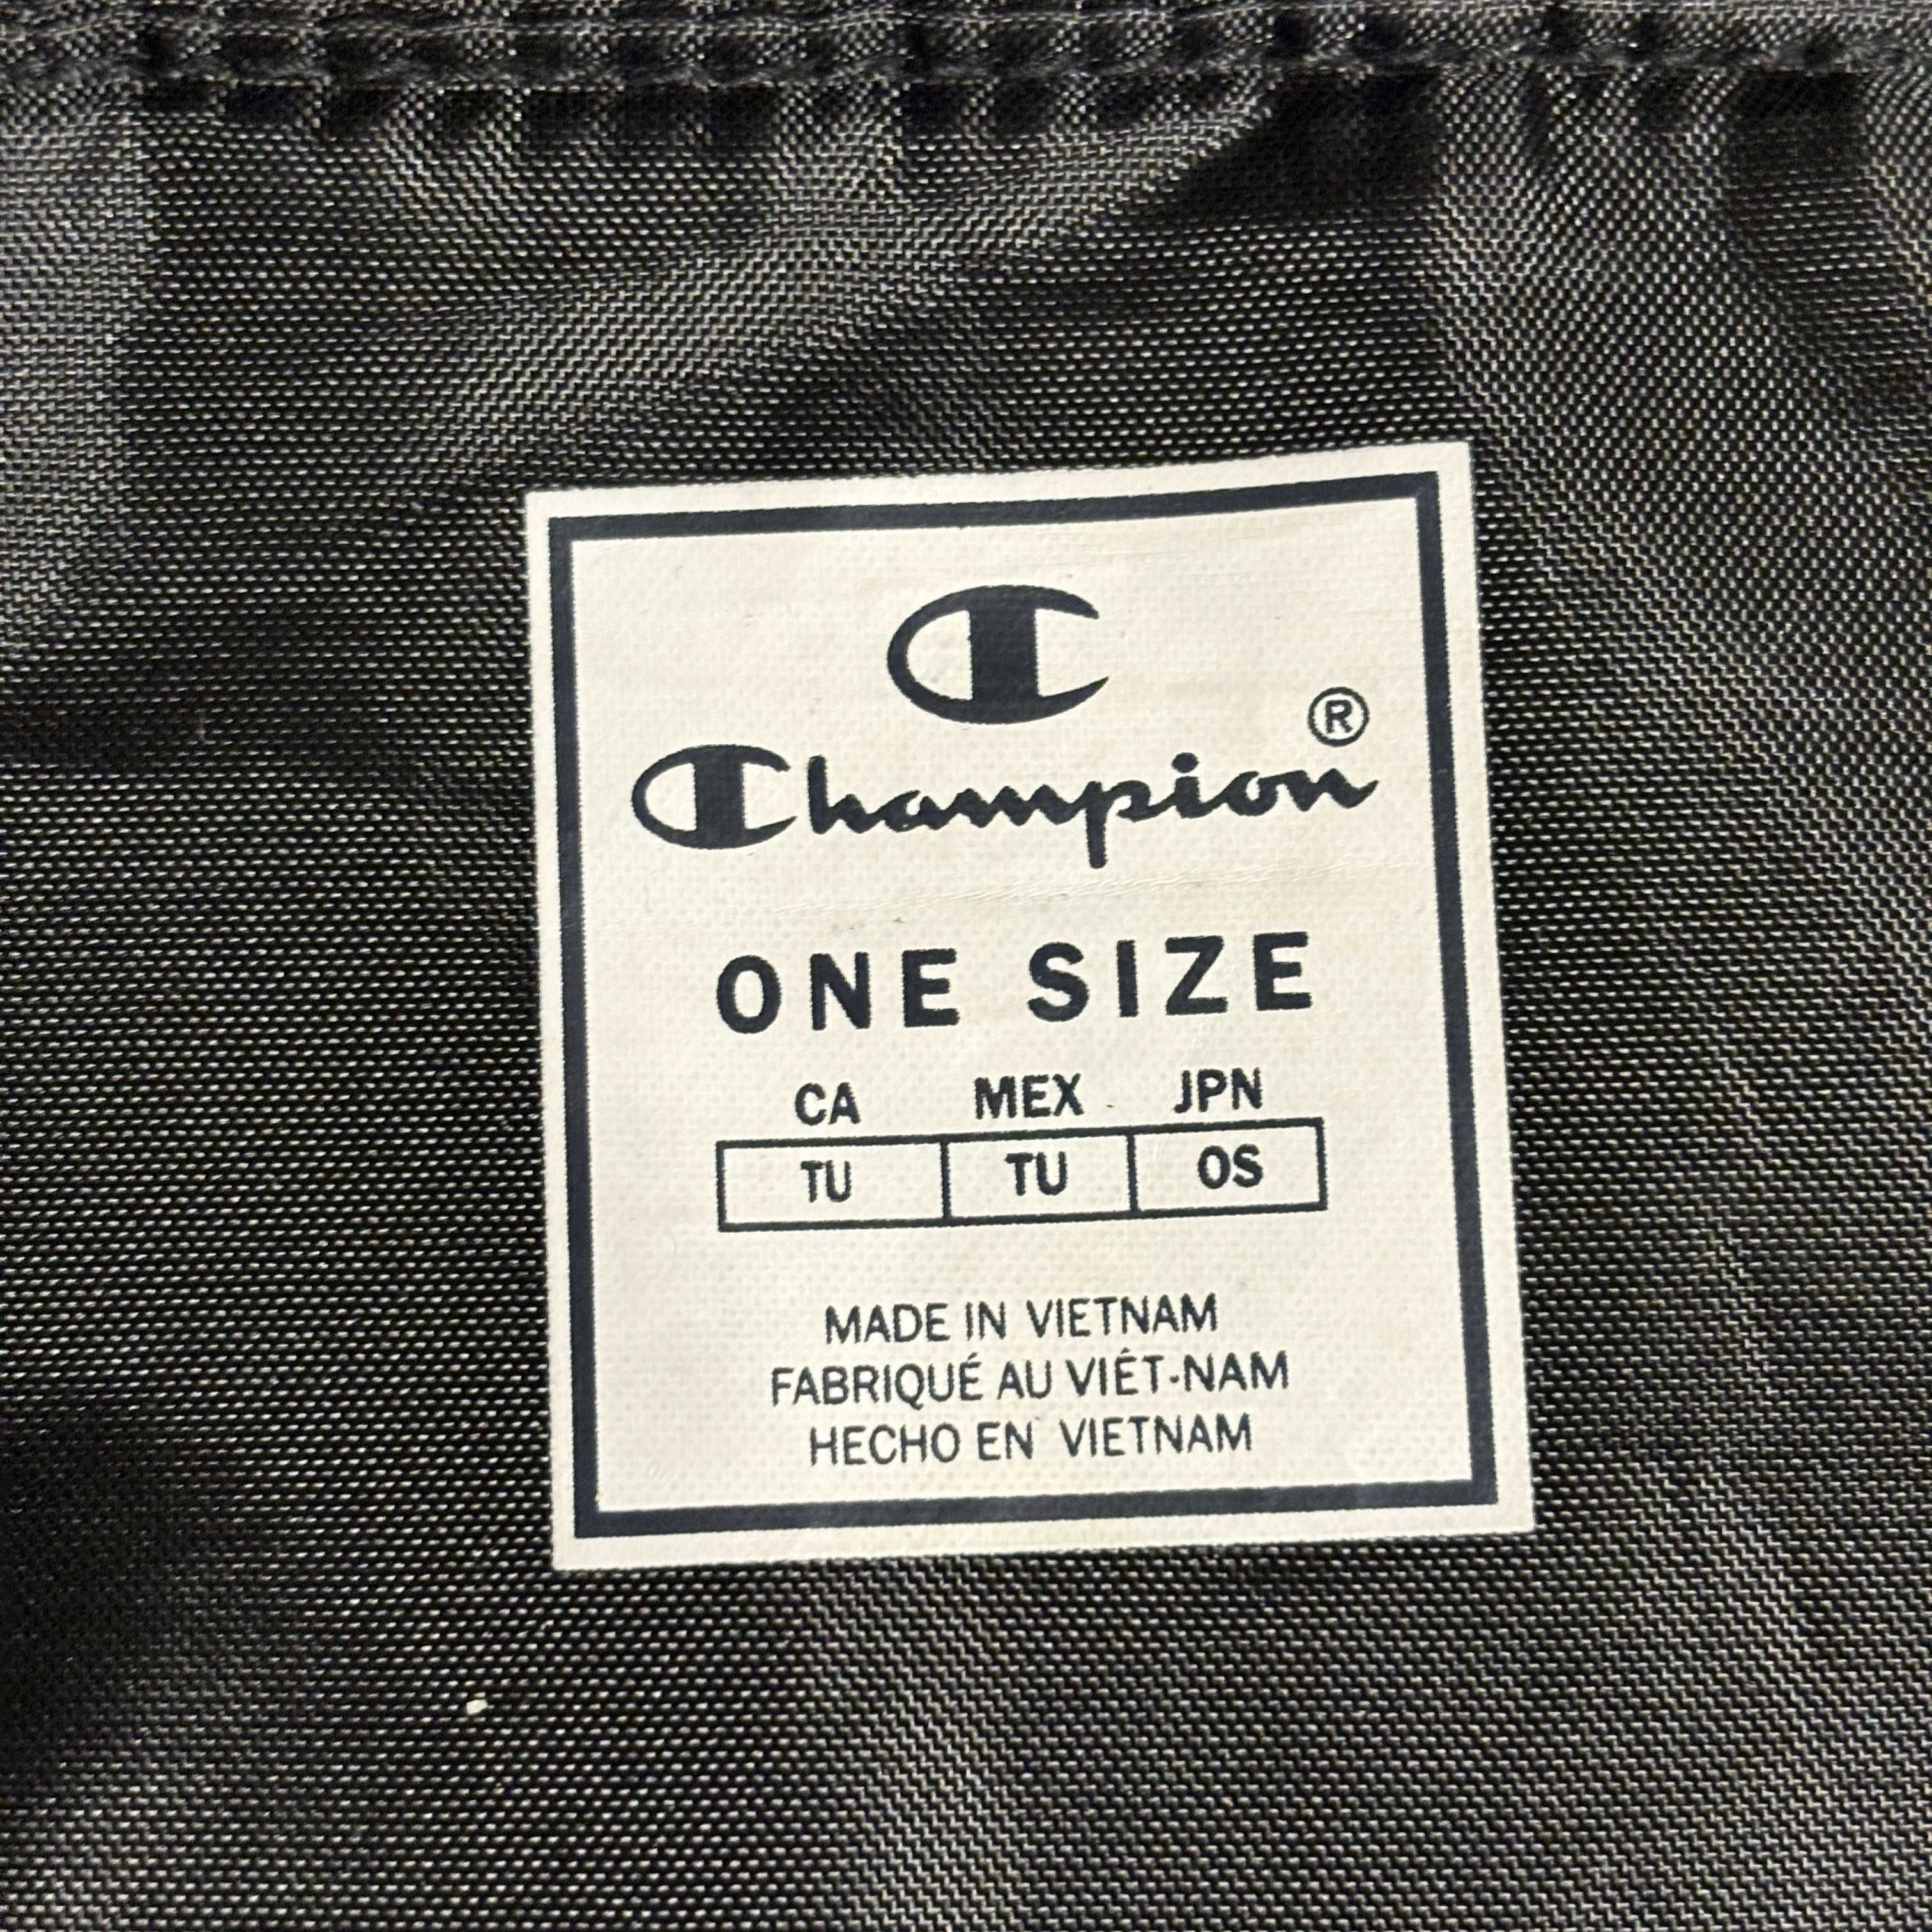 Champion®
ONE SIZE
CA MEX JPN
TU TU OS
MADE IN VIETNAM
FABRIQUÉ AU VIÊT-NAM
HECHO EN VIETNAM